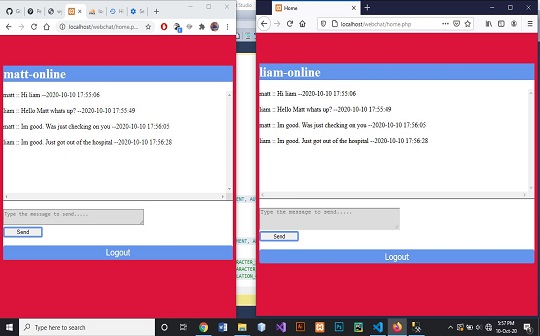 Home
localhost/webchat/home.p...
localhost/webchat/home.php
matt-online
matt :: Hi liam --2020-10-10 17:55:06
liam :: Hello Matt whats up? --2020-10-10 17:55:49
matt :: Im good. Was just checking on you --2020-10-10 17:56:05
liam :: Im good. Just got out of the hospital --2020-10-10 17:56:28
Type the message to send.....
Send
Logout
liam-online
matt :: Hi liam --2020-10-10 17:55:06
liam :: Hello Matt whats up? --2020-10-10 17:55:49
matt :: Im good. Was just checking on you --2020-10-10 17:56:05
liam :: Im good. Just got out of the hospital --2020-10-10 17:56:28
Type the message to send.....
Send
Logout
Type here to search
5:57 PM
10-Oct-20